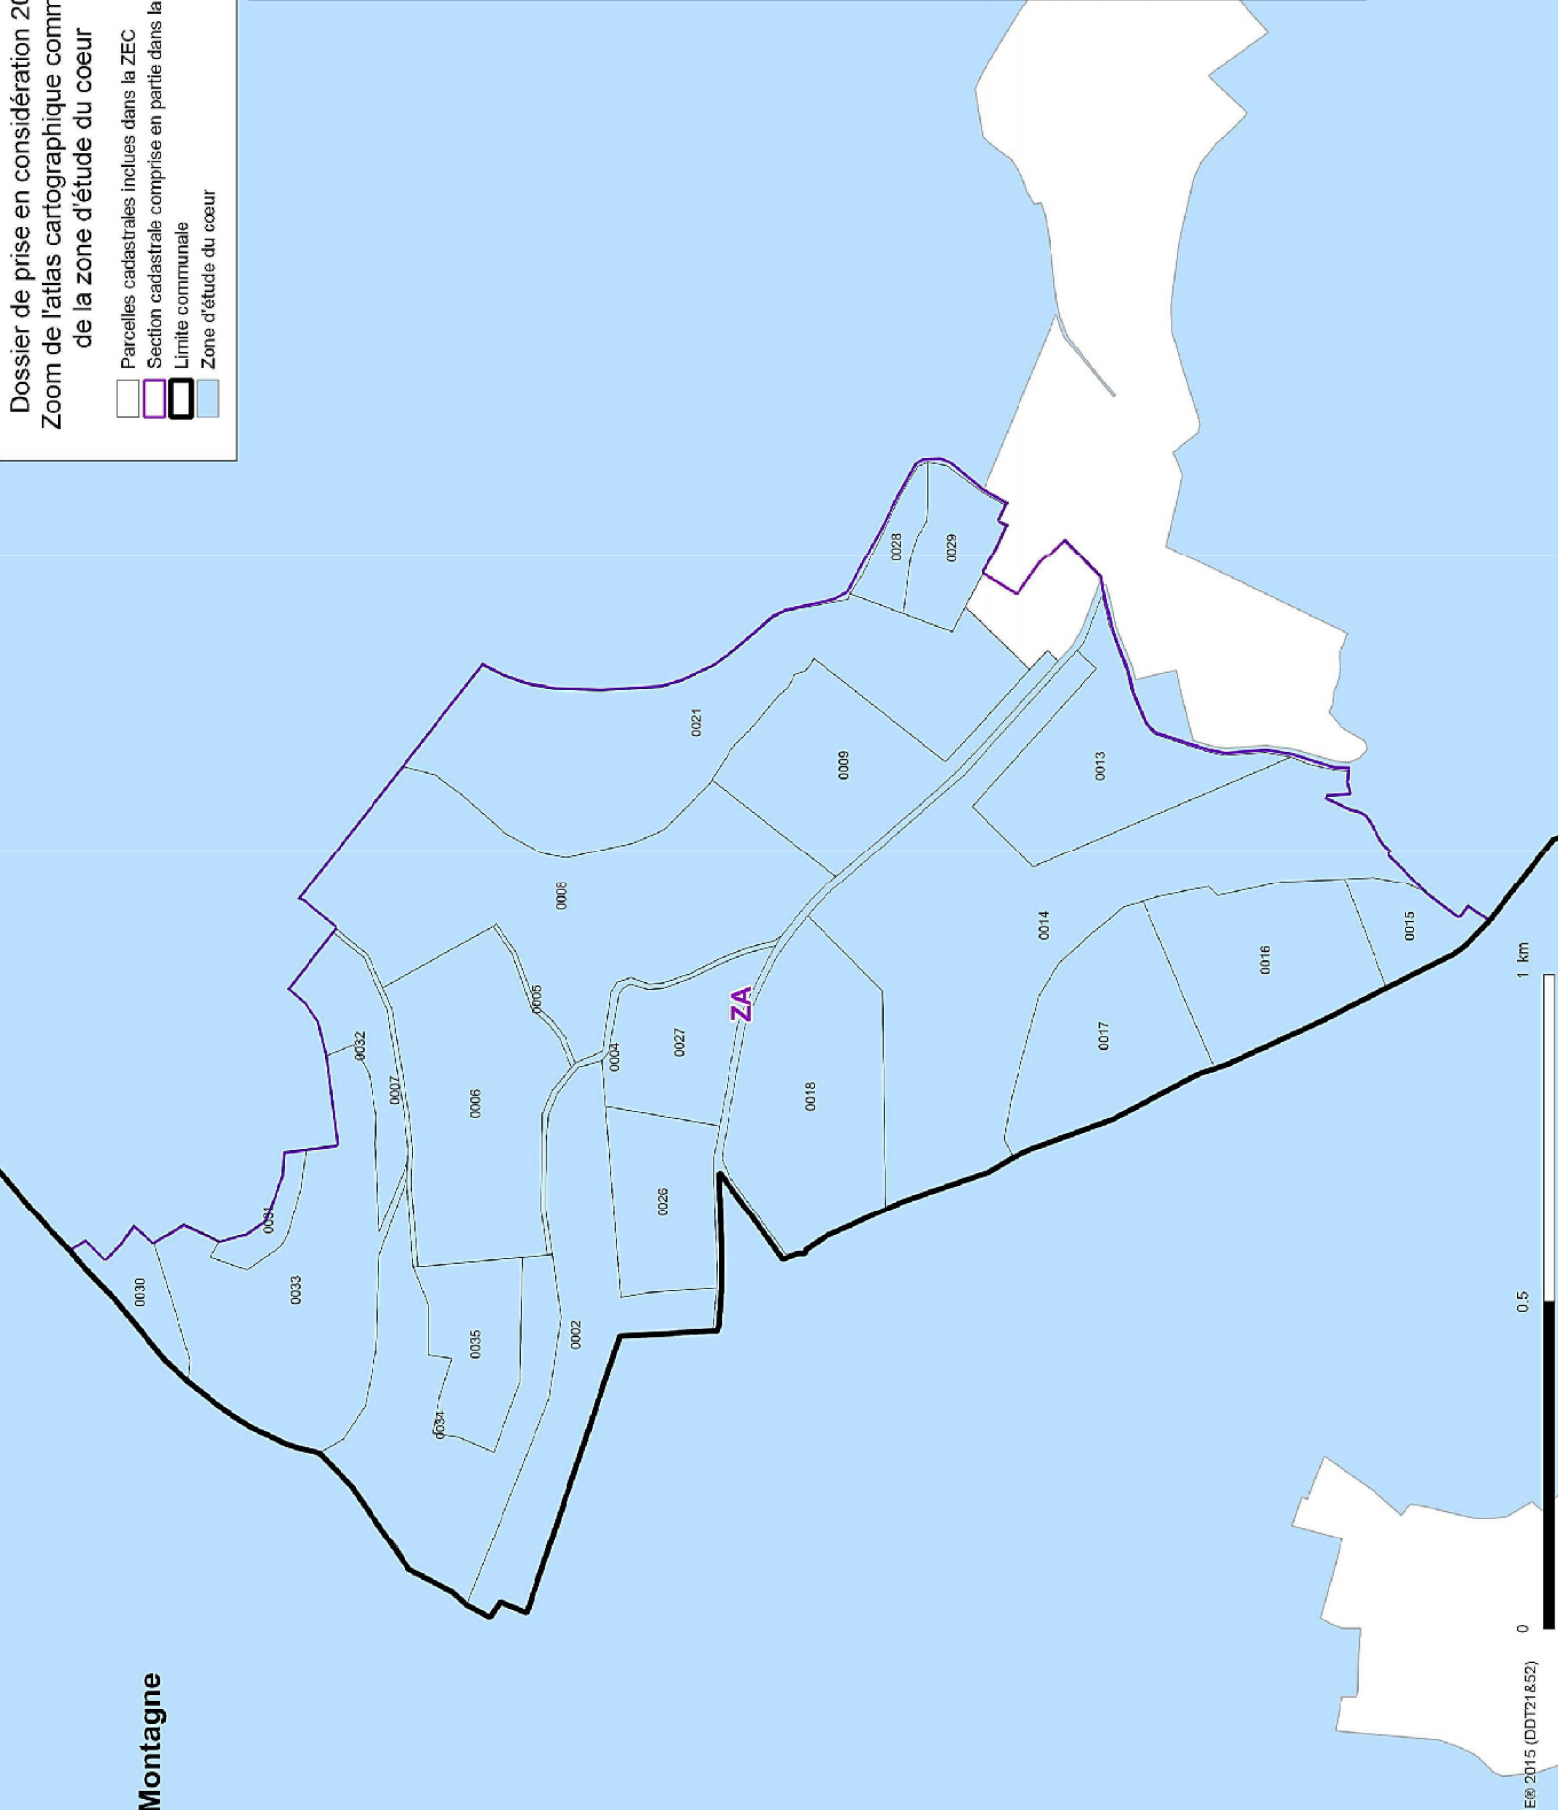 Montagne
Dossier de prise en considération
Zoom de l'atlas cartographique
de la zone d'étude du coeur
Parcelles cadastrales inclues dans la ZEC
Section cadastrale comprise en partie dans la
Limite communale
Zone d'étude du cœur
0030
0031
0033
0032
0007
0034
0035
0006
0005
0008
0002
0004
0026
0027
0021
ZA
0018
0009
0028
0029
0014
0013
0017
0016
0015
0
0.5
1 km
2015 (DDT21&52)